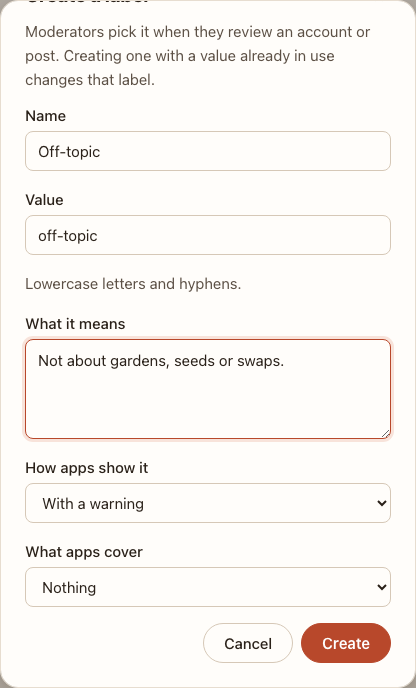 Moderators pick it when they review an account or
post. Creating one with a value already in use
changes that label.
Name
Off-topic
Value
off-topic
Lowercase letters and hyphens.
What it means
Not about gardens, seeds or swaps.
How apps show it
With a warning
What apps cover
Nothing
Cancel
Create